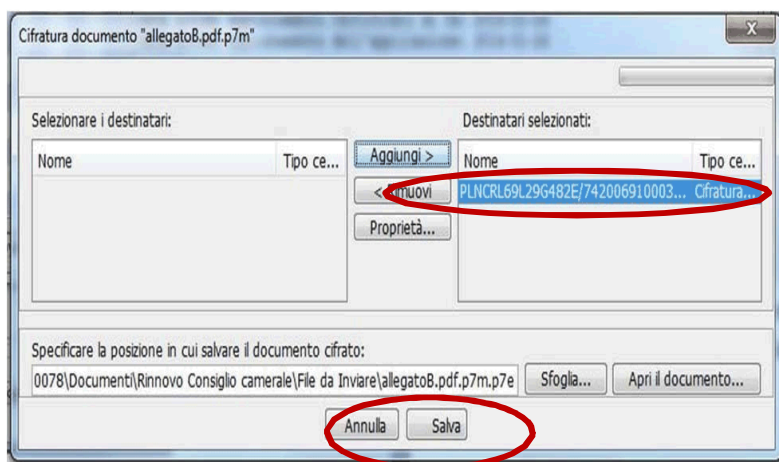 Cifratura documento "allegatoB.pdf.p7m"
X
Selezionare i destinatari:
Destinatari selezionati:
Nome
Tipo ce...
Aggiungi >
Nome
Tipo ce...
< Rimuovi
PLNCRL69L29G482E/742006910003... Cifratura...
Proprietà...
Specificare la posizione in cui salvare il documento cifrato:
0078\Documenti\Rinnovo Consiglio camerale\File da Inviare\allegatoB.pdf.p7m.p7e
Sfoglia...
Apri il documento...
Annulla
Salva